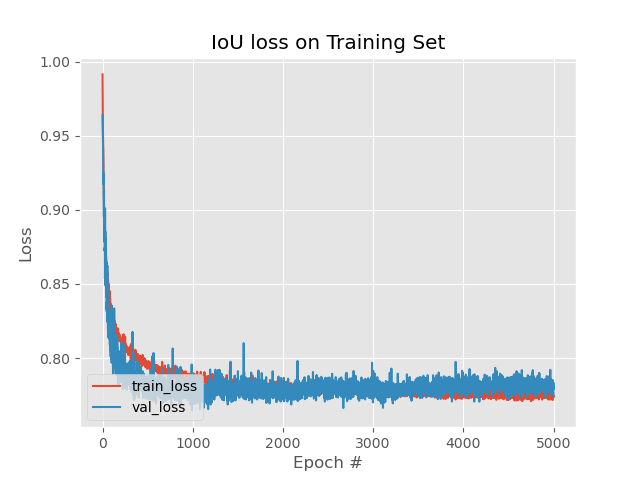 IoU loss on Training Set
1.00
0.95
0.90
0.85
0.80
Loss
train_loss
val_loss
0 1000 2000 3000 4000 5000
Epoch #